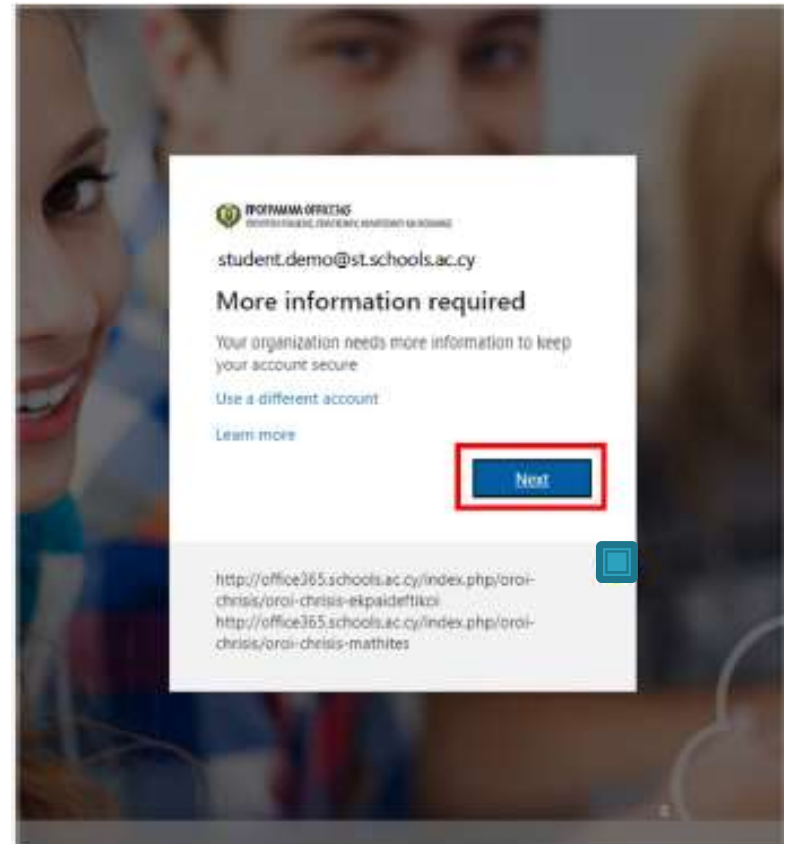 ΠΡΟΓΡΑΜΜΑ OFFICE365
student.demo@st.schools.ac.cy
More information required
Your organization needs more information to keep
your account secure
Use a different account
Learn more
Next
http://office365.schools.ac.cy/index.php/oroi-
chrisis/oroi-chrisis-ekpaideftikoi
http://office365.schools.ac.cy/index.php/oroi-
chrisis/oroi-chrisis-mathites